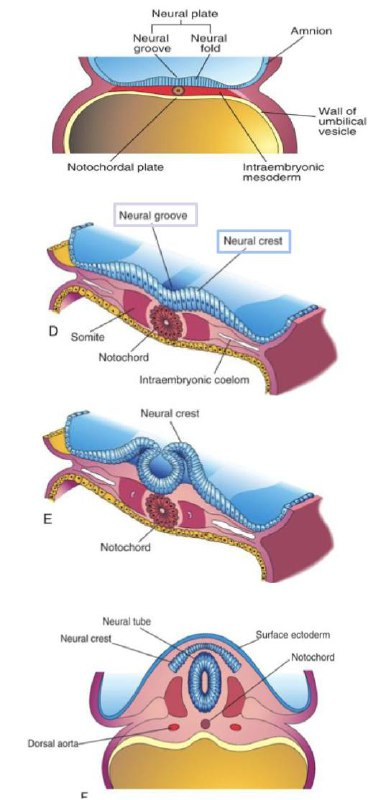 Neural plate
Neural
groove
Neural
fold
Amnion
Wall of
umbilical
vesicle
Notochordal plate
Intraembryonic
mesoderm
Neural groove
Neural crest
D
Somite
Notochord
Intraembryonic coelom
Neural crest
E
Notochord
Neural tube
Neural crest
Surface ectoderm
Notochord
Dorsal aorta